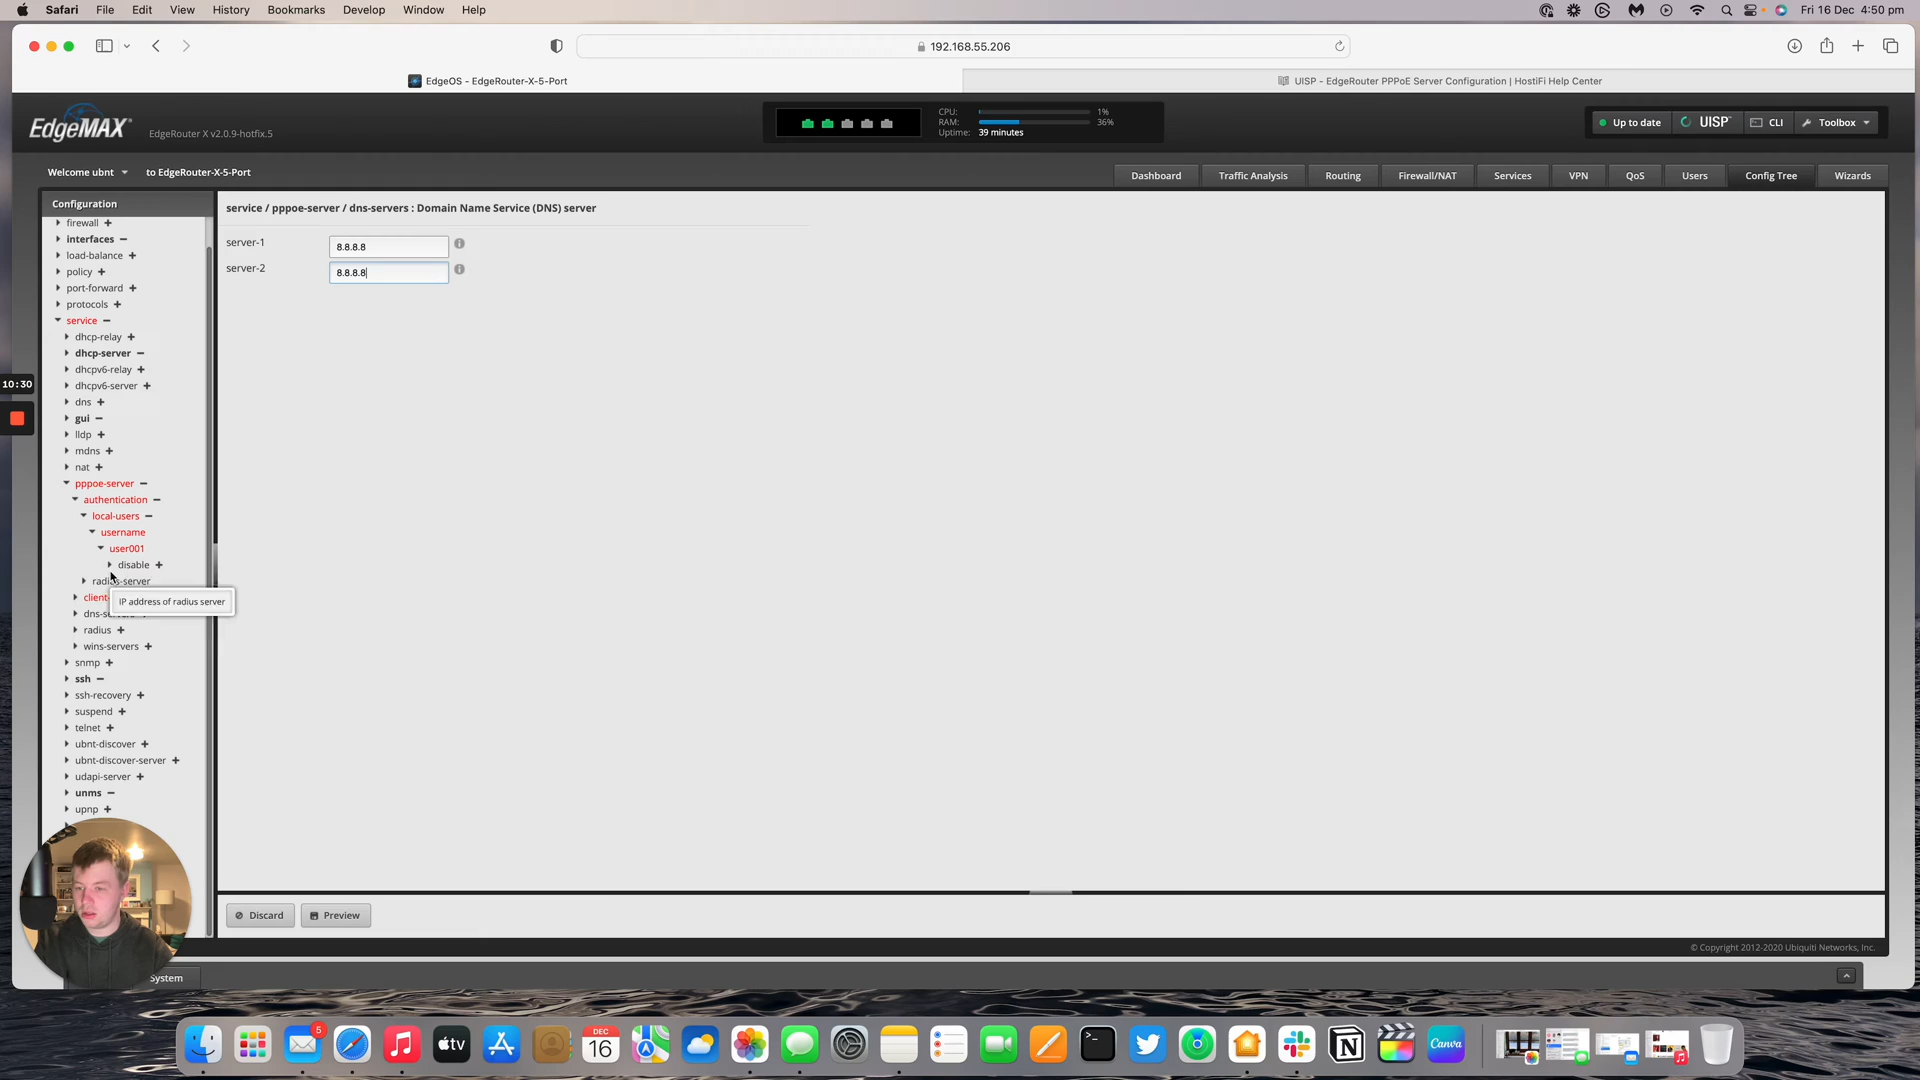 Safari File Edit View History Bookmarks Develop Window Help
Fri 16 Dec 4:50 pm
192.168.55.206
EdgeOS - EdgeRouter-X-5-Port
UISP - EdgeRouter PPPoE Server Configuration | HostiFi Help Center
EdgeMAX
EdgeRouter X v2.0.9-hotfix.5
CPU: 1%
RAM: 36%
Uptime: 39 minutes
Up to date
UISP
CLI
Toolbox
Welcome ubnt to EdgeRouter-X-5-Port
Dashboard Traffic Analysis Routing Firewall/NAT Services VPN QoS Users Config Tree Wizards
Configuration
firewall
interfaces
load-balance
policy
port-forward
protocols
service
dhcp-relay
dhcp-server
dhcpv6-relay
dhcpv6-server
dns
gui
lldp
mdns
nat
pppoe-server
authentication
local-users
username
user001
disable
radius-server
client-
IP address of radius server
radius
wins-servers
snmp
ssh
ssh-recovery
suspend
telnet
ubnt-discover
ubnt-discover-server
udapi-server
unms
upnp
10:30
service / pppoe-server / dns-servers : Domain Name Service (DNS) server
server-1 8.8.8.8
server-2 8.8.8.8
Discard Preview
© Copyright 2012-2020 Ubiquiti Networks, Inc.
System
5
tv
DEC
16
Canva